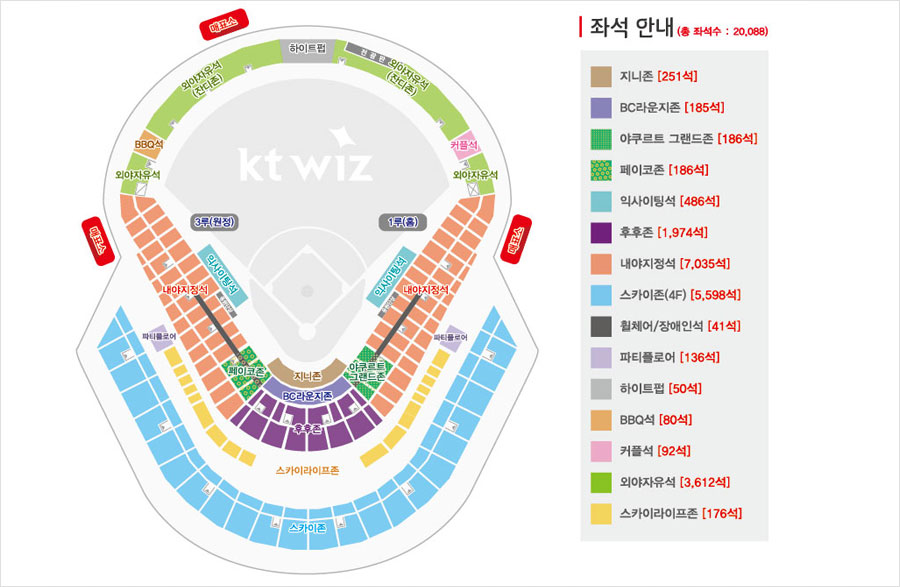 매표소
하이트펍
전광판
외야자유석
(잔디존)
외야자유석
(잔디존)
BBQ석
커플석
외야자유석
외야자유석
kt wiz
3루(원정)
1루(홈)
매표소
매표소
익사이팅석
익사이팅석
내야지정석
내야지정석
파티플로어
파티플로어
페이코존
지니존
야쿠르트
그랜드존
BC라운지존
후후존
스카이라이프존
스카이존
좌석 안내 (총 좌석수 : 20,088)
지니존 [251석]
BC라운지존 [185석]
야쿠르트 그랜드존 [186석]
페이코존 [186석]
익사이팅석 [486석]
후후존 [1,974석]
내야지정석 [7,035석]
스카이존(4F) [5,598석]
휠체어/장애인석 [41석]
파티플로어 [136석]
하이트펍 [50석]
BBQ석 [80석]
커플석 [92석]
외야자유석 [3,612석]
스카이라이프존 [176석]